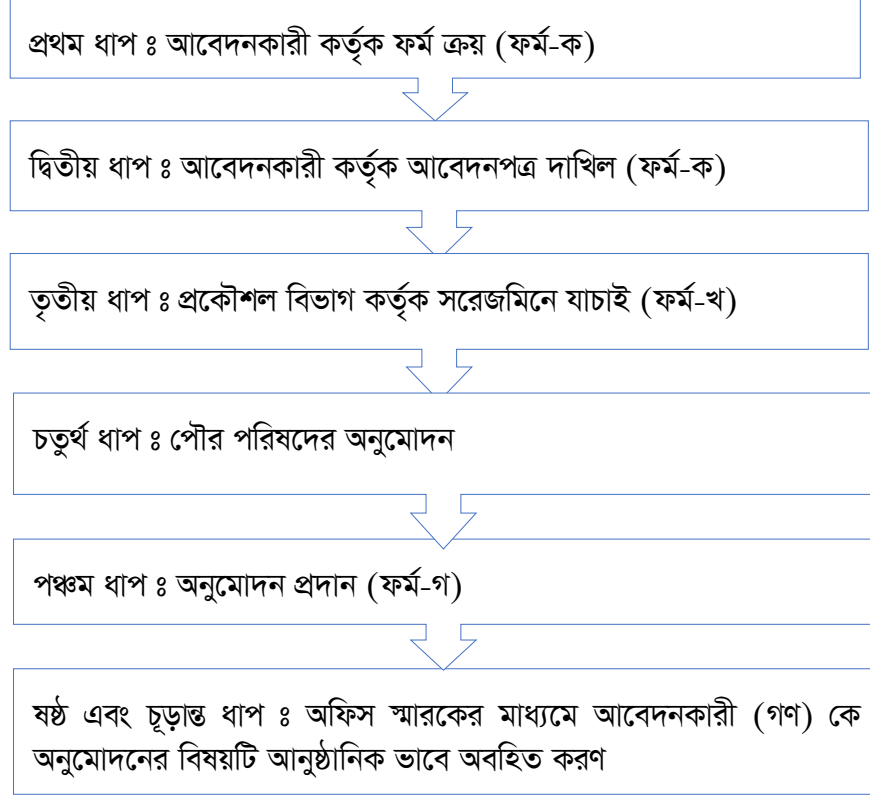 প্রথম ধাপ ঃ আবেদনকারী কর্তৃক ফর্ম ক্রয় (ফর্ম-ক)
দ্বিতীয় ধাপ ঃ আবেদনকারী কর্তৃক আবেদনপত্র দাখিল (ফর্ম-ক)
তৃতীয় ধাপ ঃ প্রকৌশল বিভাগ কর্তৃক সরেজমিনে যাচাই (ফর্ম-খ)
চতুর্থ ধাপ ঃ পৌর পরিষদের অনুমোদন
পঞ্চম ধাপ ঃ অনুমোদন প্রদান (ফর্ম-গ)
ষষ্ঠ এবং চূড়ান্ত ধাপ ঃ অফিস স্মারকের মাধ্যমে আবেদনকারী (গণ) কে
অনুমোদনের বিষয়টি আনুষ্ঠানিক ভাবে অবহিত করণ